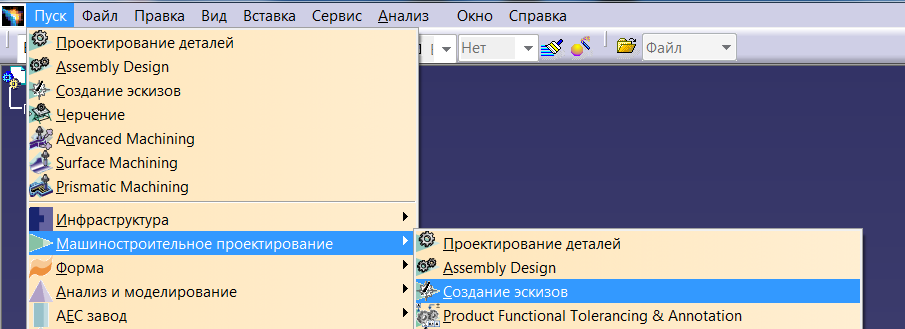 Пуск Файл Правка Вид Вставка Сервис Анализ Окно Справка
Нет Файл
Проектирование деталей
Assembly Design
Создание эскизов
Черчение
Advanced Machining
Surface Machining
Prismatic Machining
Инфраструктура
Машиностроительное проектирование
Форма
Анализ и моделирование
АЕС завод
Проектирование деталей
Assembly Design
Создание эскизов
Product Functional Tolerancing & Annotation